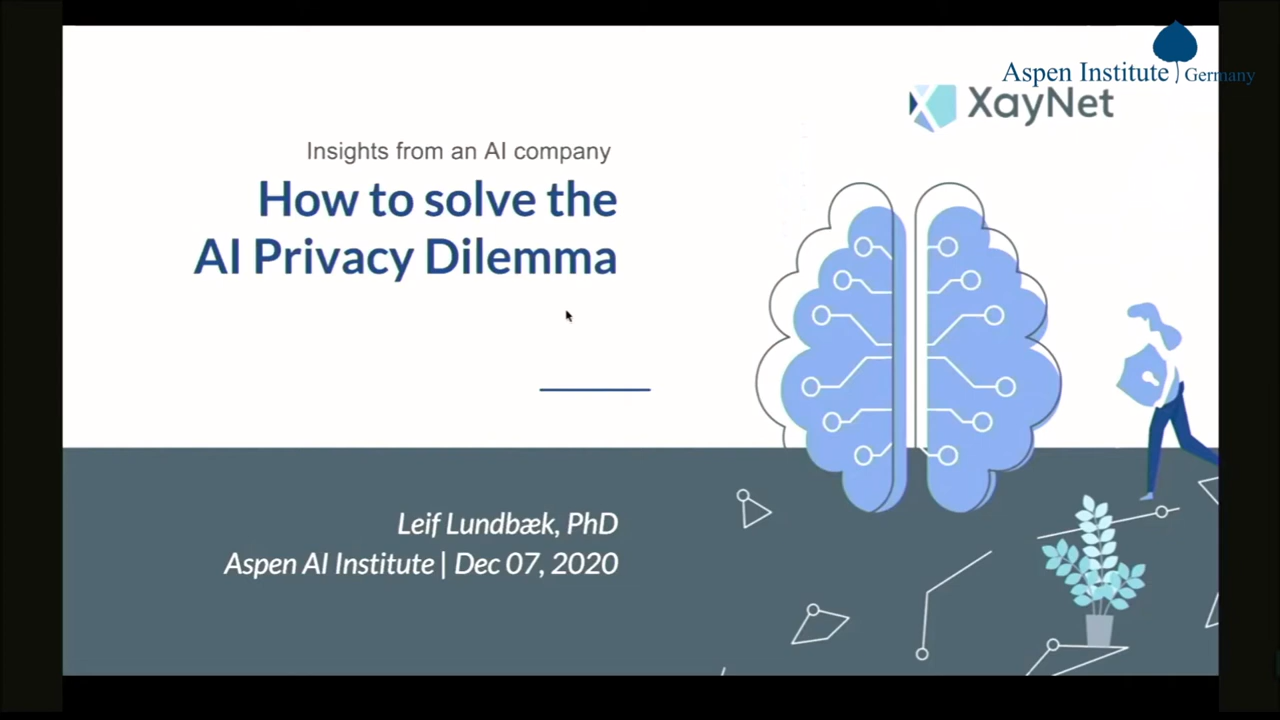 Aspen Institute Germany
XayNet
Insights from an AI company
How to solve the
AI Privacy Dilemma
Leif Lundbæk, PhD
Aspen AI Institute | Dec 07, 2020